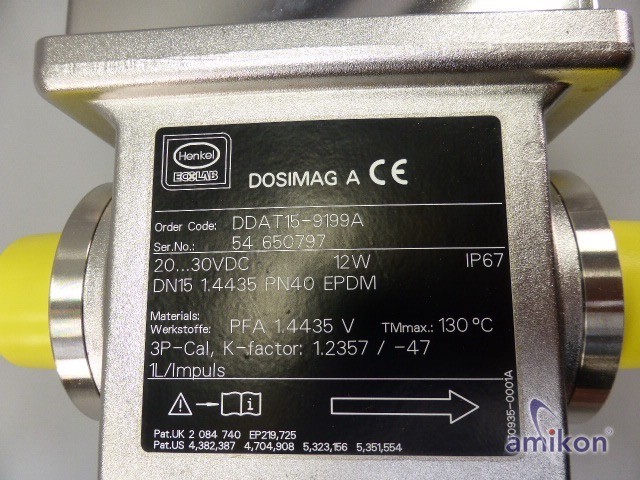 Henkel
ECOLAB
DOSIMAG A CE
Order Code: DDAT15-9199A
Ser.No.: 54 65C797
20...30VDC 12W IP67
DN15 1.4435 PN40 EPDM
Materials:
Werkstoffe: PFA 1.4435 V TMmax.: 130 °C
3P-Cal, K-factor: 1.2357 / -47
1L/Impuls
i
Pat.UK 2 084 740 EP219,725
Pat.US 4,382,387 4,704,908 5,323,156 5,351,554
0935-0001A
amikon